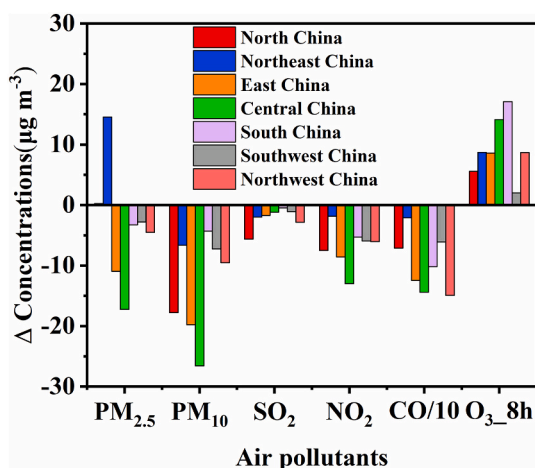 Δ Concentrations(µg m⁻³)
30
20
10
0
-10
-20
-30
North China
Northeast China
East China
Central China
South China
Southwest China
Northwest China
PM₂.₅ PM₁₀ SO₂ NO₂ CO/10 O₃_8h
Air pollutants